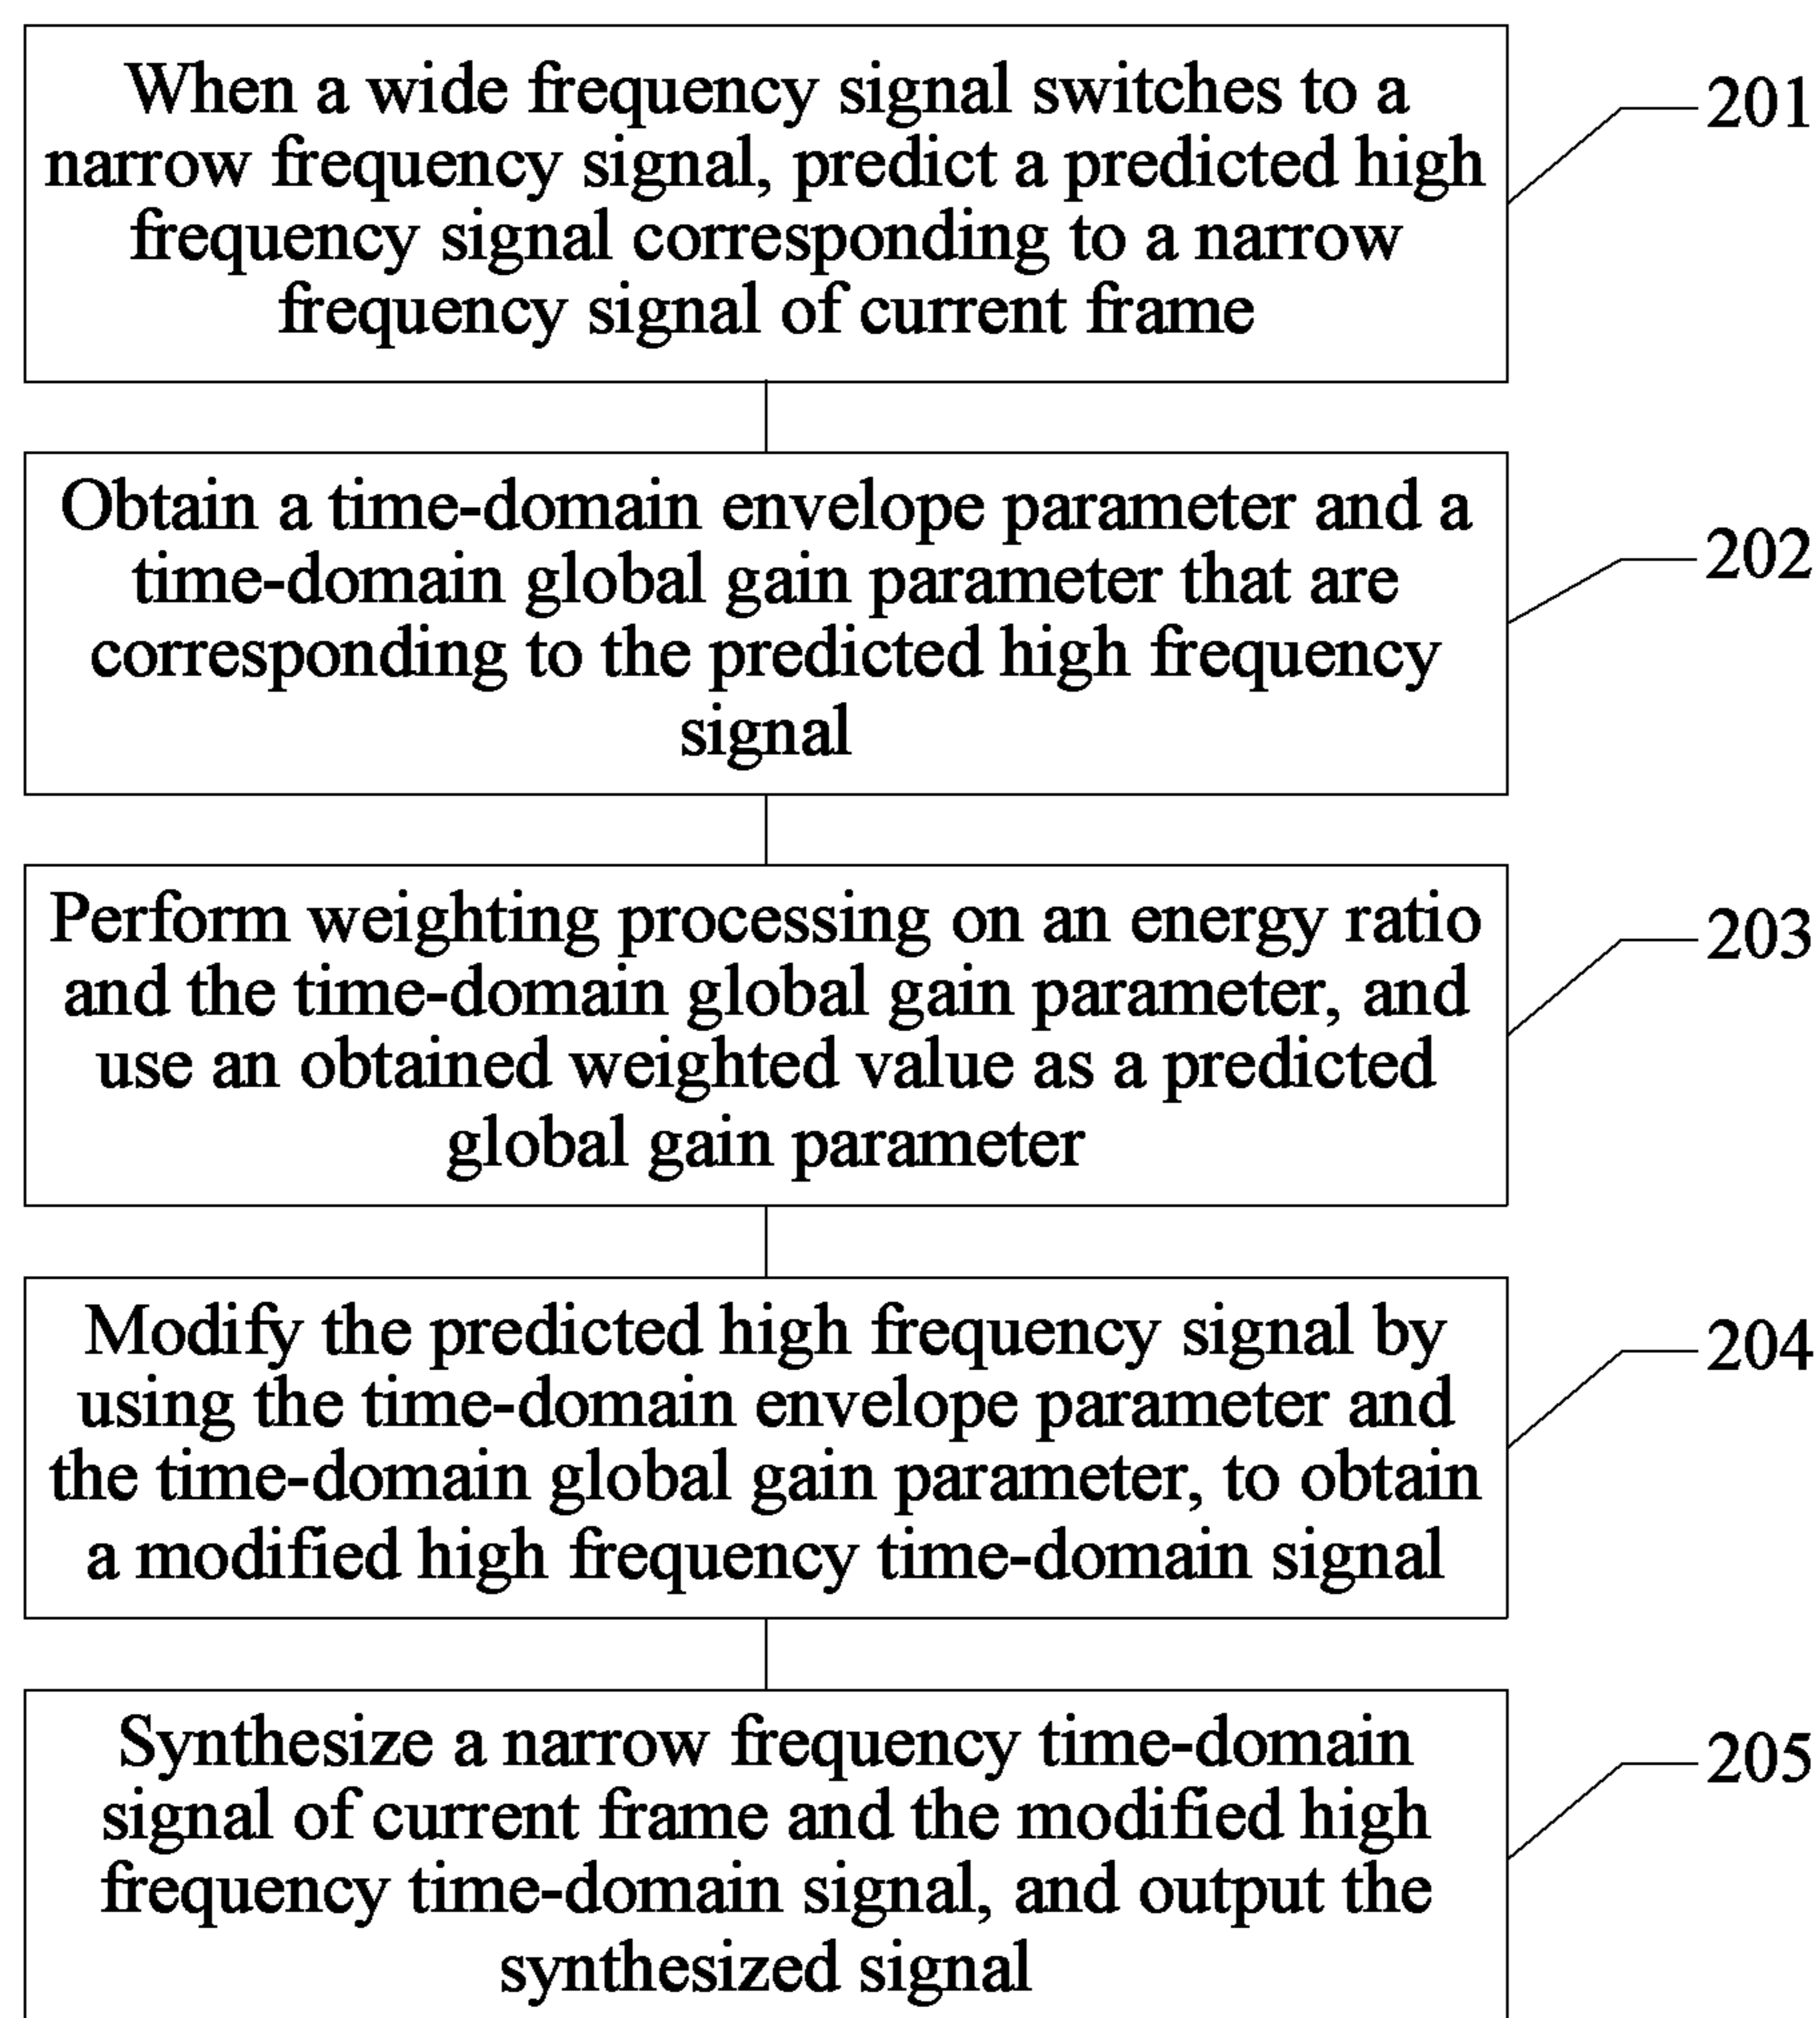 When a wide frequency signal switches to a
narrow frequency signal, predict a predicted high
frequency signal corresponding to a narrow
frequency signal of current frame
201
Obtain a time-domain envelope parameter and a
time-domain global gain parameter that are
corresponding to the predicted high frequency
signal
202
Perform weighting processing on an energy ratio
and the time-domain global gain parameter, and
use an obtained weighted value as a predicted
global gain parameter
203
Modify the predicted high frequency signal by
using the time-domain envelope parameter and
the time-domain global gain parameter, to obtain
a modified high frequency time-domain signal
204
Synthesize a narrow frequency time-domain
signal of current frame and the modified high
frequency time-domain signal, and output the
synthesized signal
205